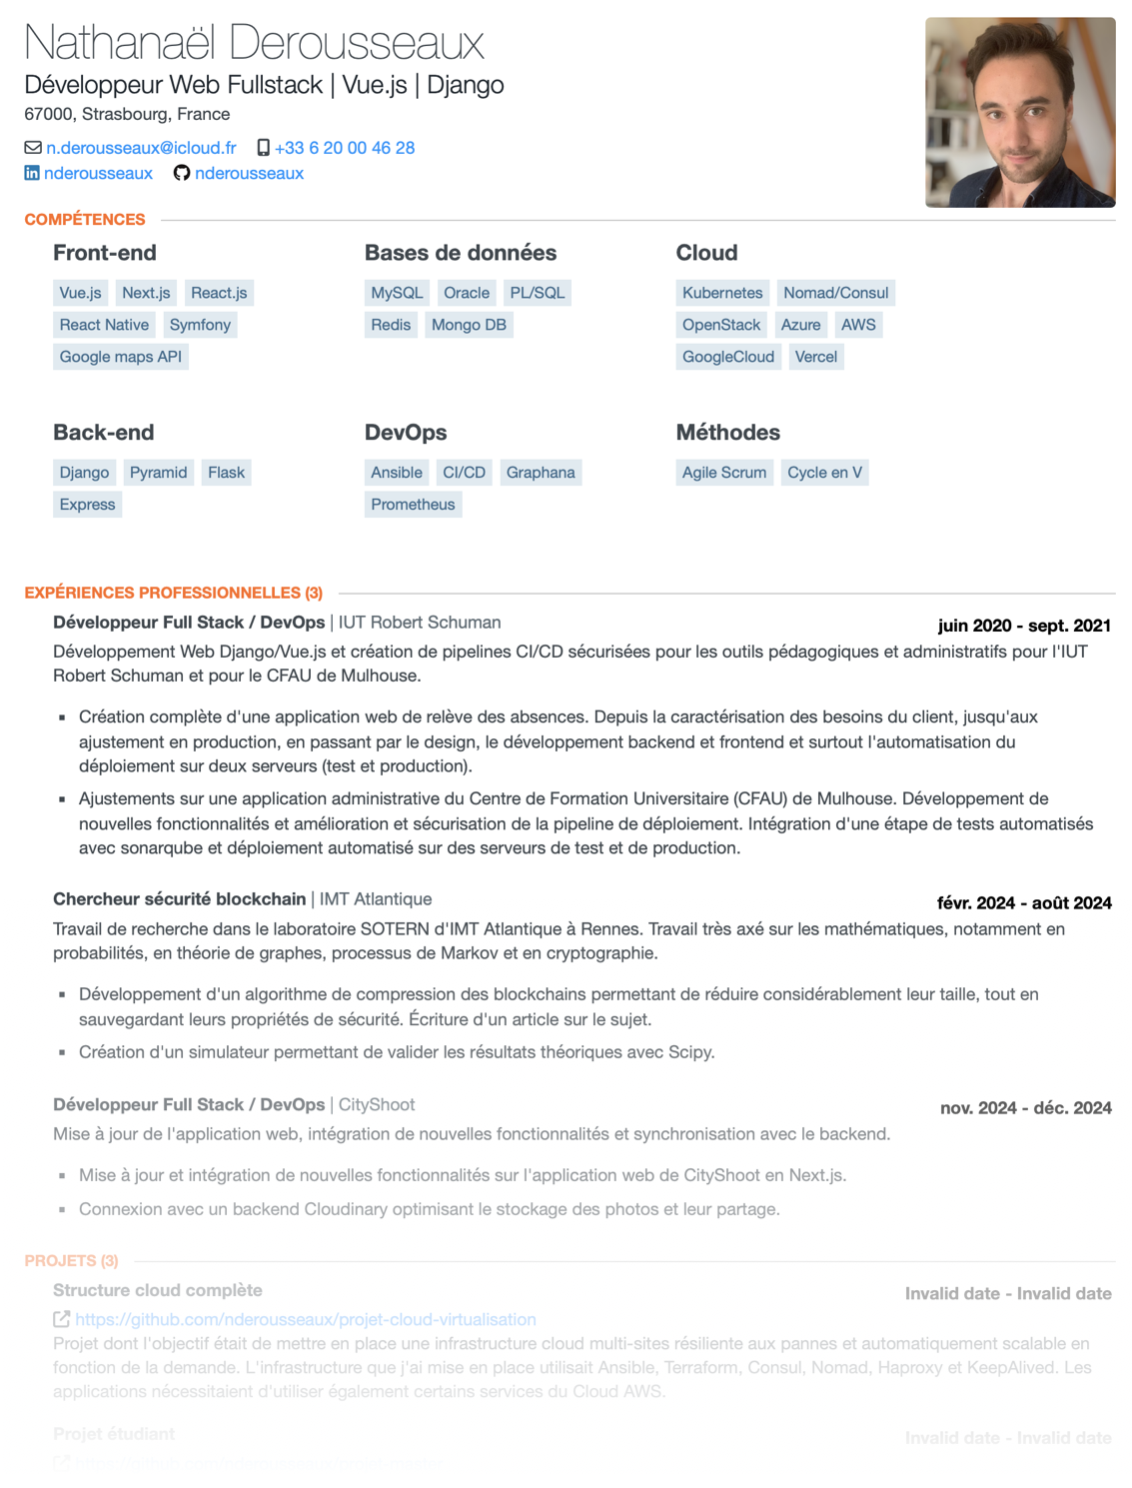 Nathanaël Derousseaux
Développeur Web Fullstack | Vue.js | Django
67000, Strasbourg, France
n.derousseaux@icloud.fr +33 6 20 00 46 28
nderousseaux nderousseaux
COMPÉTENCES
Front-end
Vue.js Next.js React.js
React Native Symfony
Google maps API
Bases de données
MySQL Oracle PL/SQL
Redis Mongo DB
Cloud
Kubernetes Nomad/Consul
OpenStack Azure AWS
GoogleCloud Vercel
Back-end
Django Pyramid Flask
Express
DevOps
Ansible CI/CD Graphana
Prometheus
Méthodes
Agile Scrum Cycle en V
EXPÉRIENCES PROFESSIONNELLES (3)
Développeur Full Stack / DevOps | IUT Robert Schuman juin 2020 - sept. 2021
Développement Web Django/Vue.js et création de pipelines CI/CD sécurisées pour les outils pédagogiques et administratifs pour l'IUT
Robert Schuman et pour le CFAU de Mulhouse.
▪ Création complète d'une application web de relève des absences. Depuis la caractérisation des besoins du client, jusqu'aux
ajustement en production, en passant par le design, le développement backend et frontend et surtout l'automatisation du
déploiement sur deux serveurs (test et production).
▪ Ajustements sur une application administrative du Centre de Formation Universitaire (CFAU) de Mulhouse. Développement de
nouvelles fonctionnalités et amélioration et sécurisation de la pipeline de déploiement. Intégration d'une étape de tests automatisés
avec sonarqube et déploiement automatisé sur des serveurs de test et de production.
Chercheur sécurité blockchain | IMT Atlantique févr. 2024 - août 2024
Travail de recherche dans le laboratoire SOTERN d'IMT Atlantique à Rennes. Travail très axé sur les mathématiques, notamment en
probabilités, en théorie de graphes, processus de Markov et en cryptographie.
▪ Développement d'un algorithme de compression des blockchains permettant de réduire considérablement leur taille, tout en
sauvegardant leurs propriétés de sécurité. Écriture d'un article sur le sujet.
▪ Création d'un simulateur permettant de valider les résultats théoriques avec Scipy.
Développeur Full Stack / DevOps | CityShoot nov. 2024 - déc. 2024
Mise à jour de l'application web, intégration de nouvelles fonctionnalités et synchronisation avec le backend.
▪ Mise à jour et intégration de nouvelles fonctionnalités sur l'application web de CityShoot en Next.js.
▪ Connexion avec un backend Cloudinary optimisant le stockage des photos et leur partage.
PROJETS (3)
Structure cloud complète Invalid date - Invalid date
https://github.com/nderousseaux/projet-cloud-virtualisation
Projet dont l'objectif était de mettre en place une infrastructure cloud multi-sites résiliente aux pannes et automatiquement scalable en
fonction de la demande. L'infrastructure que j'ai mise en place utilisait Ansible, Terraform, Consul, Nomad, Haproxy et KeepAlived. Les
applications nécessitaient d'utiliser également certains services du Cloud AWS.
Projet étudiant Invalid date - Invalid date